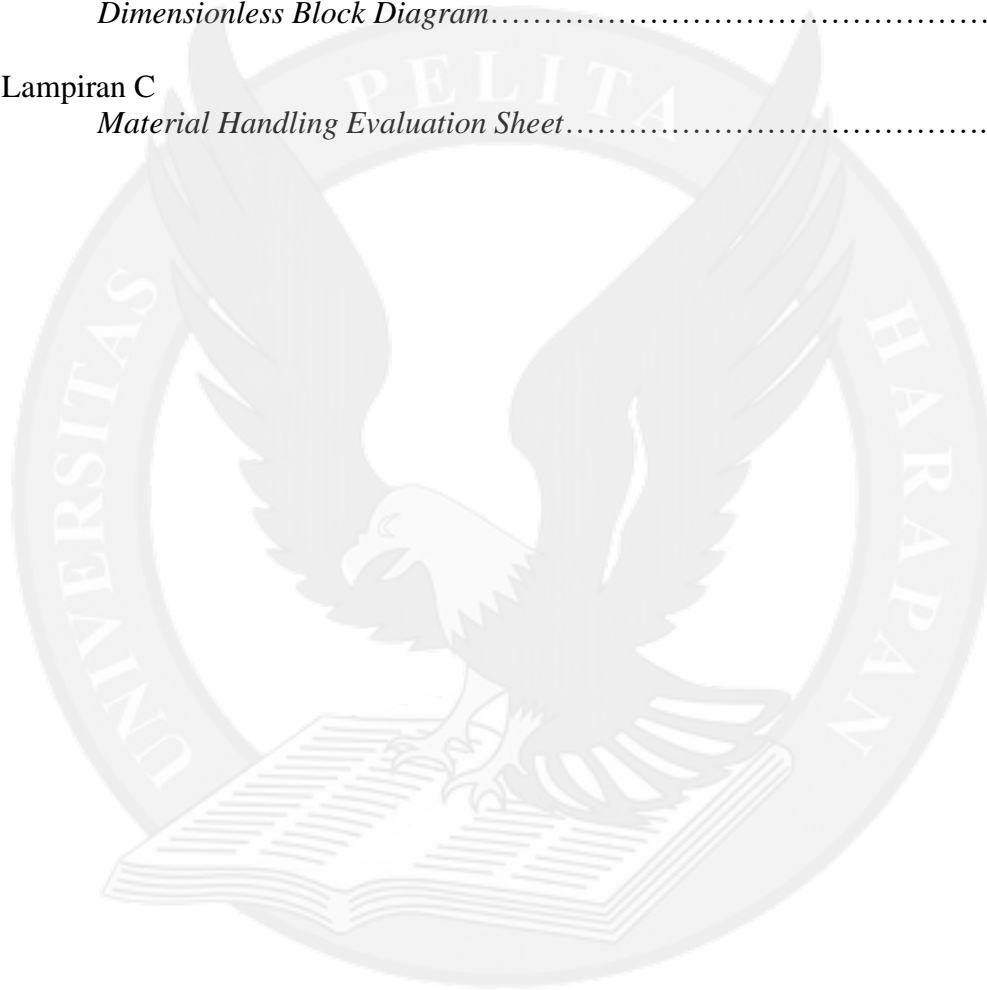 Dimensionless Block Diagram……………………………………………
Lampiran C
Material Handling Evaluation Sheet………………………………….
UNIVERSITAS PELITA HARAPAN